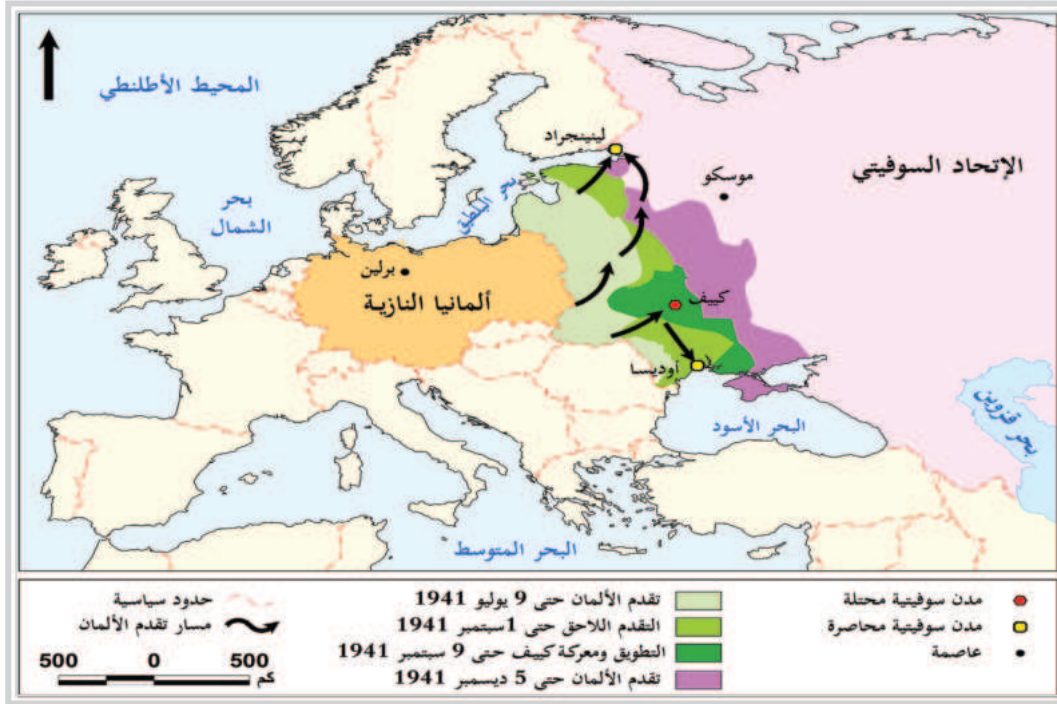 المحيط الأطلنطي
لينينجراد
الإتحاد السوفيتي
موسكو
بحر البلطيق
بحر
الشمال
برلين
ألمانيا النازية
كييف
أوديسا
بحر قزوين
البحر الأسود
البحر المتوسط
مدن سوفيتية محتلة
مدن سوفيتية محاصرة
عاصمة
تقدم الألمان حتى 9 يوليو 1941
التقدم اللاحق حتى 1سبتمبر 1941
التطويق ومعركة كييف حتى 9 سبتمبر 1941
تقدم الألمان حتى 5 ديسمبر 1941
حدود سياسية
مسار تقدم الألمان
500 0 500
كم